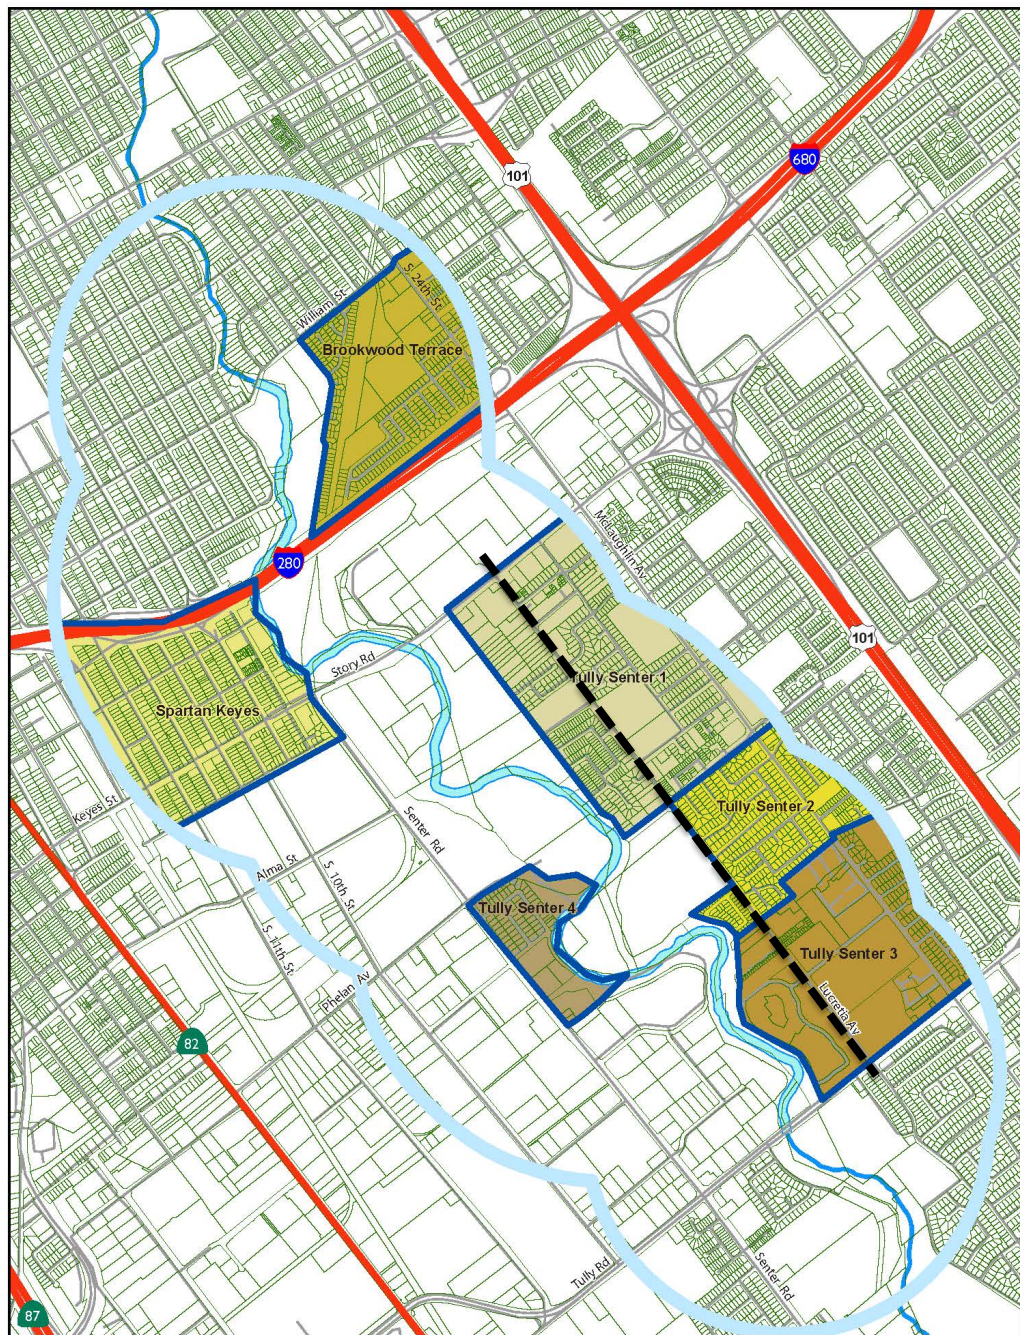 680
101
S. 24th St
William St
Brookwood Terrace
McLaughlin Av
280
101
Story Rd
Tully Senter 1
Spartan Keyes
Keyes St
Tully Senter 2
Senter Rd
Alma St
S. 10th St
Tully Senter 4
S. 11th St
Tully Senter 3
Phelan Av
Lucretia Av
82
Tully Rd
Senter Rd
87